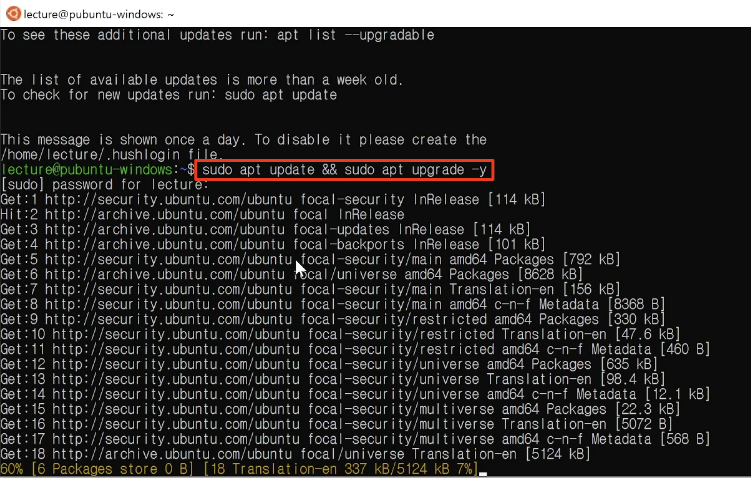 lecture@pubuntu-windows: ~
To see these additional updates run: apt list --upgradable
The list of available updates is more than a week old.
To check for new updates run: sudo apt update
This message is shown once a day. To disable it please create the
/home/lecture/.hushlogin file.
lecture@pubuntu-windows:~$ sudo apt update && sudo apt upgrade -y
[sudo] password for lecture:
Get:1 http://security.ubuntu.com/ubuntu focal-security InRelease [114 kB]
Hit:2 http://archive.ubuntu.com/ubuntu focal InRelease
Get:3 http://archive.ubuntu.com/ubuntu focal-updates InRelease [114 kB]
Get:4 http://archive.ubuntu.com/ubuntu focal-backports InRelease [101 kB]
Get:5 http://security.ubuntu.com/ubuntu focal-security/main amd64 Packages [792 kB]
Get:6 http://archive.ubuntu.com/ubuntu focal/universe amd64 Packages [8628 kB]
Get:7 http://security.ubuntu.com/ubuntu focal-security/main Translation-en [156 kB]
Get:8 http://security.ubuntu.com/ubuntu focal-security/main amd64 c-n-f Metadata [8368 B]
Get:9 http://security.ubuntu.com/ubuntu focal-security/restricted amd64 Packages [330 kB]
Get:10 http://security.ubuntu.com/ubuntu focal-security/restricted Translation-en [47.6 kB]
Get:11 http://security.ubuntu.com/ubuntu focal-security/restricted amd64 c-n-f Metadata [460 B]
Get:12 http://security.ubuntu.com/ubuntu focal-security/universe amd64 Packages [635 kB]
Get:13 http://security.ubuntu.com/ubuntu focal-security/universe Translation-en [98.4 kB]
Get:14 http://security.ubuntu.com/ubuntu focal-security/universe amd64 c-n-f Metadata [12.1 kB]
Get:15 http://security.ubuntu.com/ubuntu focal-security/multiverse amd64 Packages [22.3 kB]
Get:16 http://security.ubuntu.com/ubuntu focal-security/multiverse Translation-en [5072 B]
Get:17 http://security.ubuntu.com/ubuntu focal-security/multiverse amd64 c-n-f Metadata [568 B]
Get:18 http://archive.ubuntu.com/ubuntu focal/universe Translation-en [5124 kB]
60% [6 Packages store 0 B] [18 Translation-en 337 kB/5124 kB 7%]